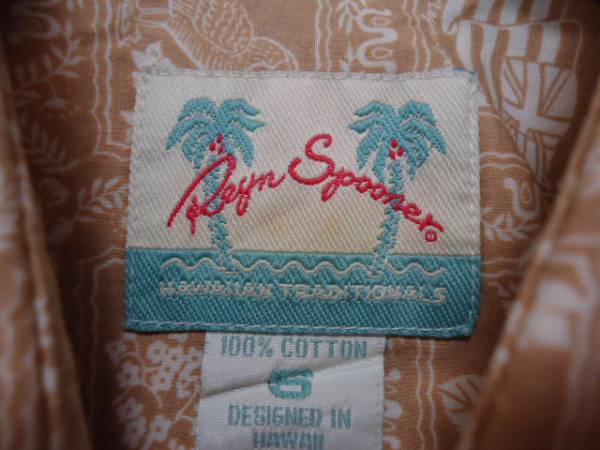 Reyn Spooner
HAWAIIAN TRADITIONALS
100% COTTON
S
DESIGNED IN
HAWAII